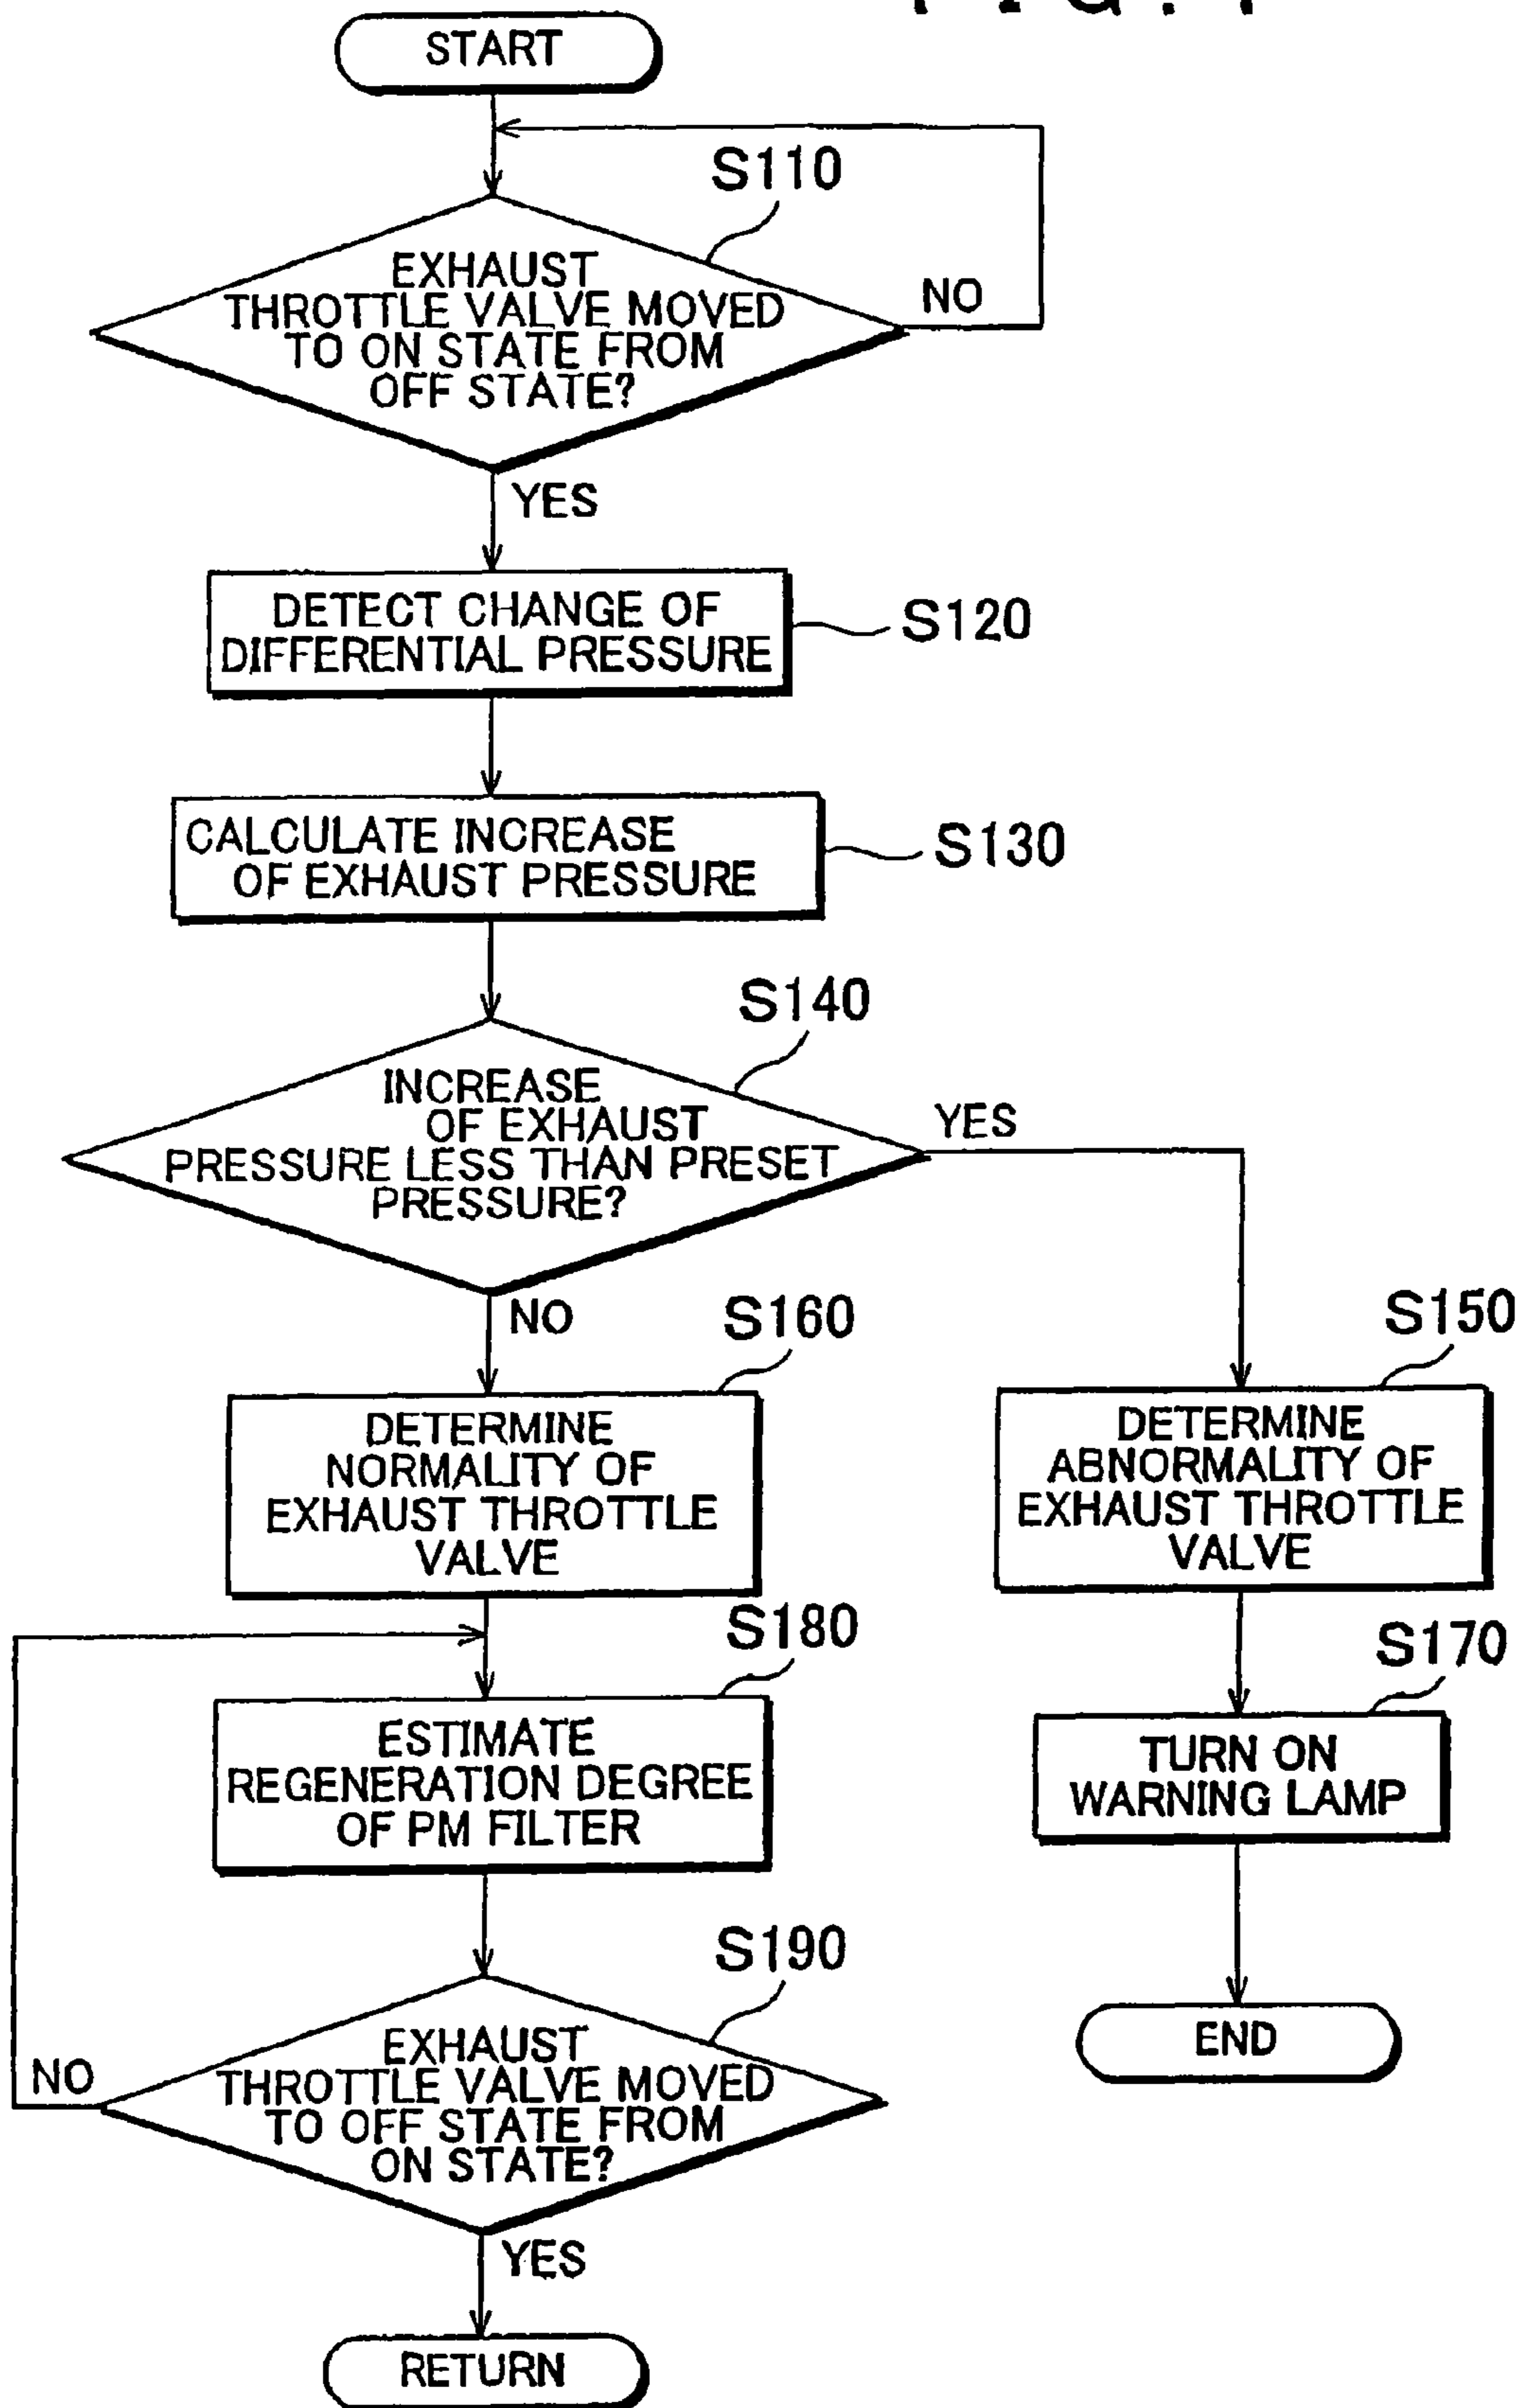 START
S110
EXHAUST
THROTTLE VALVE MOVED
TO ON STATE FROM
OFF STATE?
NO
YES
DETECT CHANGE OF
DIFFERENTIAL PRESSURE
S120
CALCULATE INCREASE
OF EXHAUST PRESSURE
S130
S140
INCREASE
OF EXHAUST
PRESSURE LESS THAN PRESET
PRESSURE?
YES
NO
S160
DETERMINE
NORMALITY OF
EXHAUST THROTTLE
VALVE
S150
DETERMINE
ABNORMALITY OF
EXHAUST THROTTLE
VALVE
S180
ESTIMATE
REGENERATION DEGREE
OF PM FILTER
S170
TURN ON
WARNING LAMP
S190
EXHAUST
THROTTLE VALVE MOVED
TO OFF STATE FROM
ON STATE?
NO
YES
END
RETURN